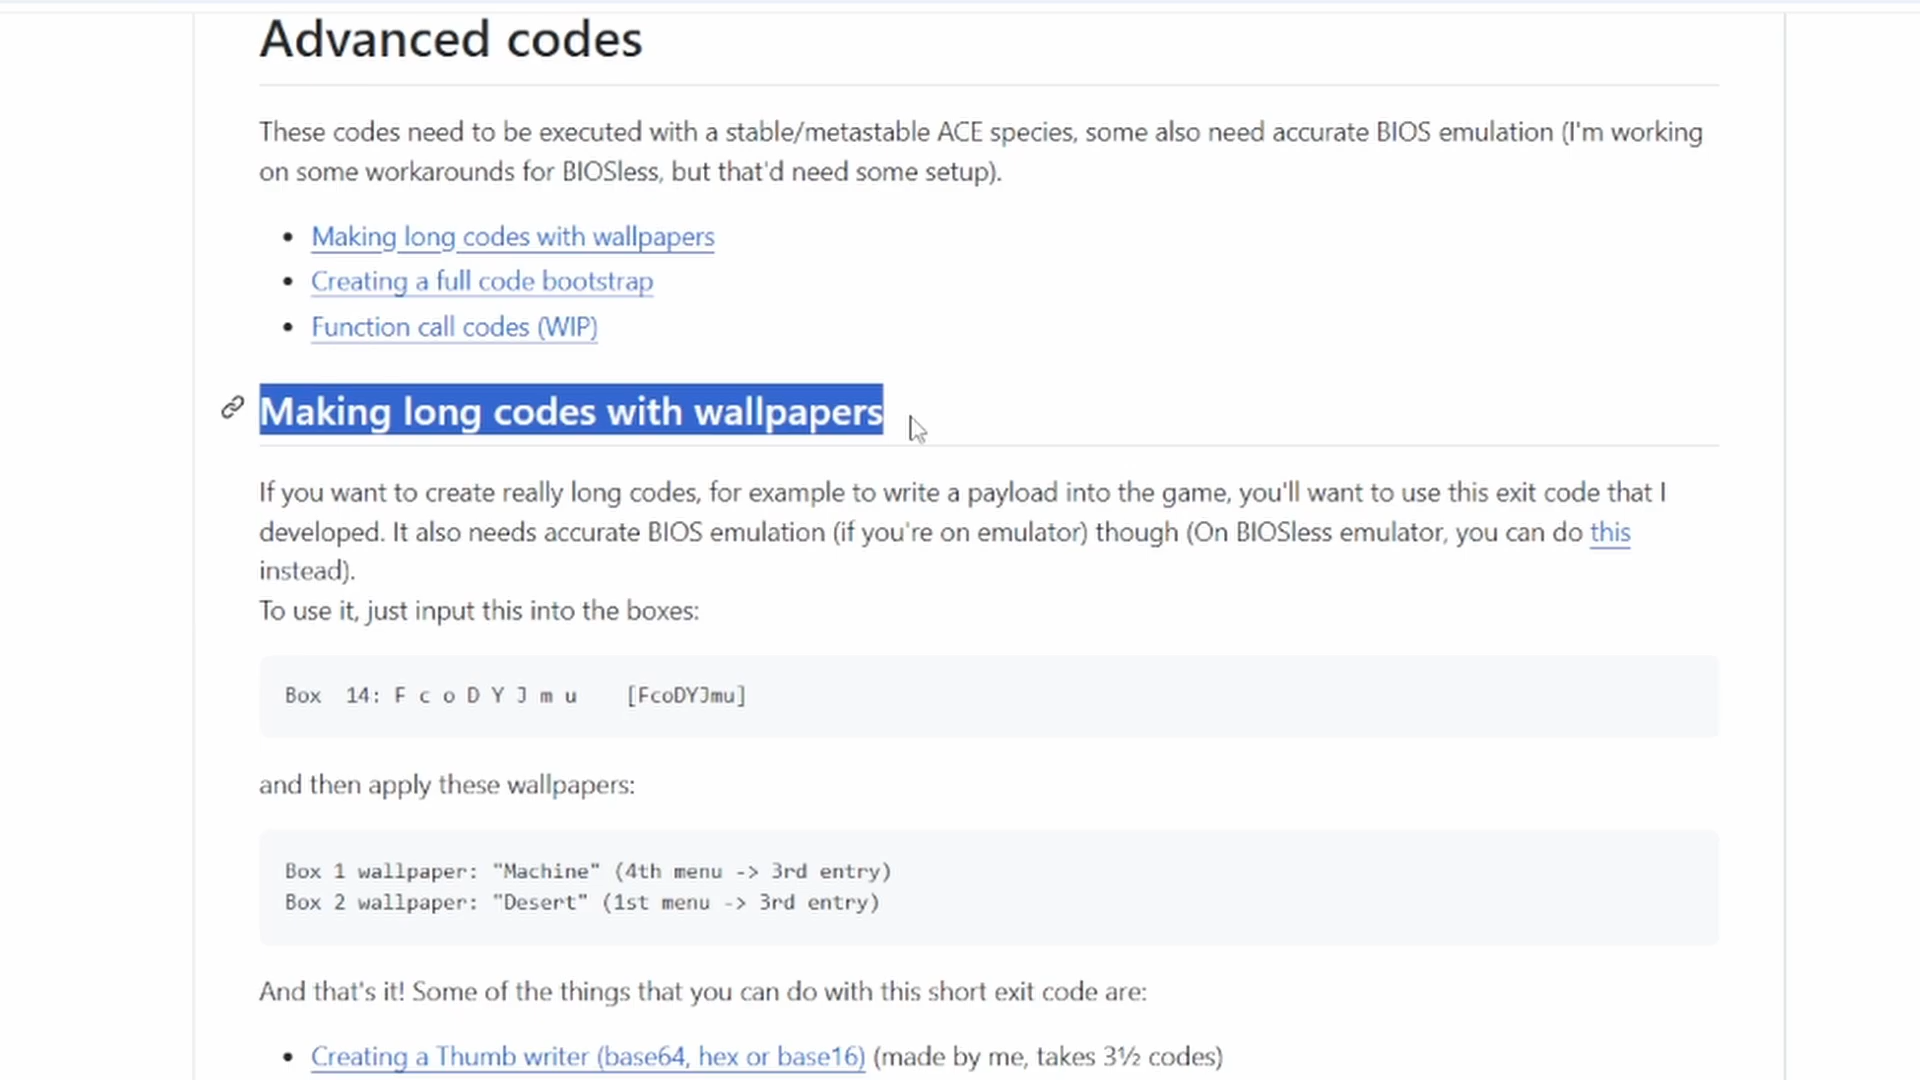 Advanced codes
These codes need to be executed with a stable/metastable ACE species, some also need accurate BIOS emulation (I'm working
on some workarounds for BIOSless, but that'd need some setup).
Making long codes with wallpapers
Creating a full code bootstrap
Function call codes (WIP)
Making long codes with wallpapers
If you want to create really long codes, for example to write a payload into the game, you'll want to use this exit code that I
developed. It also needs accurate BIOS emulation (if you're on emulator) though (On BIOSless emulator, you can do this
instead).
To use it, just input this into the boxes:
Box  14: F c o D Y J m u    [FcoDYJmu]
and then apply these wallpapers:
Box 1 wallpaper: "Machine" (4th menu -> 3rd entry)
Box 2 wallpaper: "Desert" (1st menu -> 3rd entry)
And that's it! Some of the things that you can do with this short exit code are:
Creating a Thumb writer (base64, hex or base16) (made by me, takes 3½ codes)